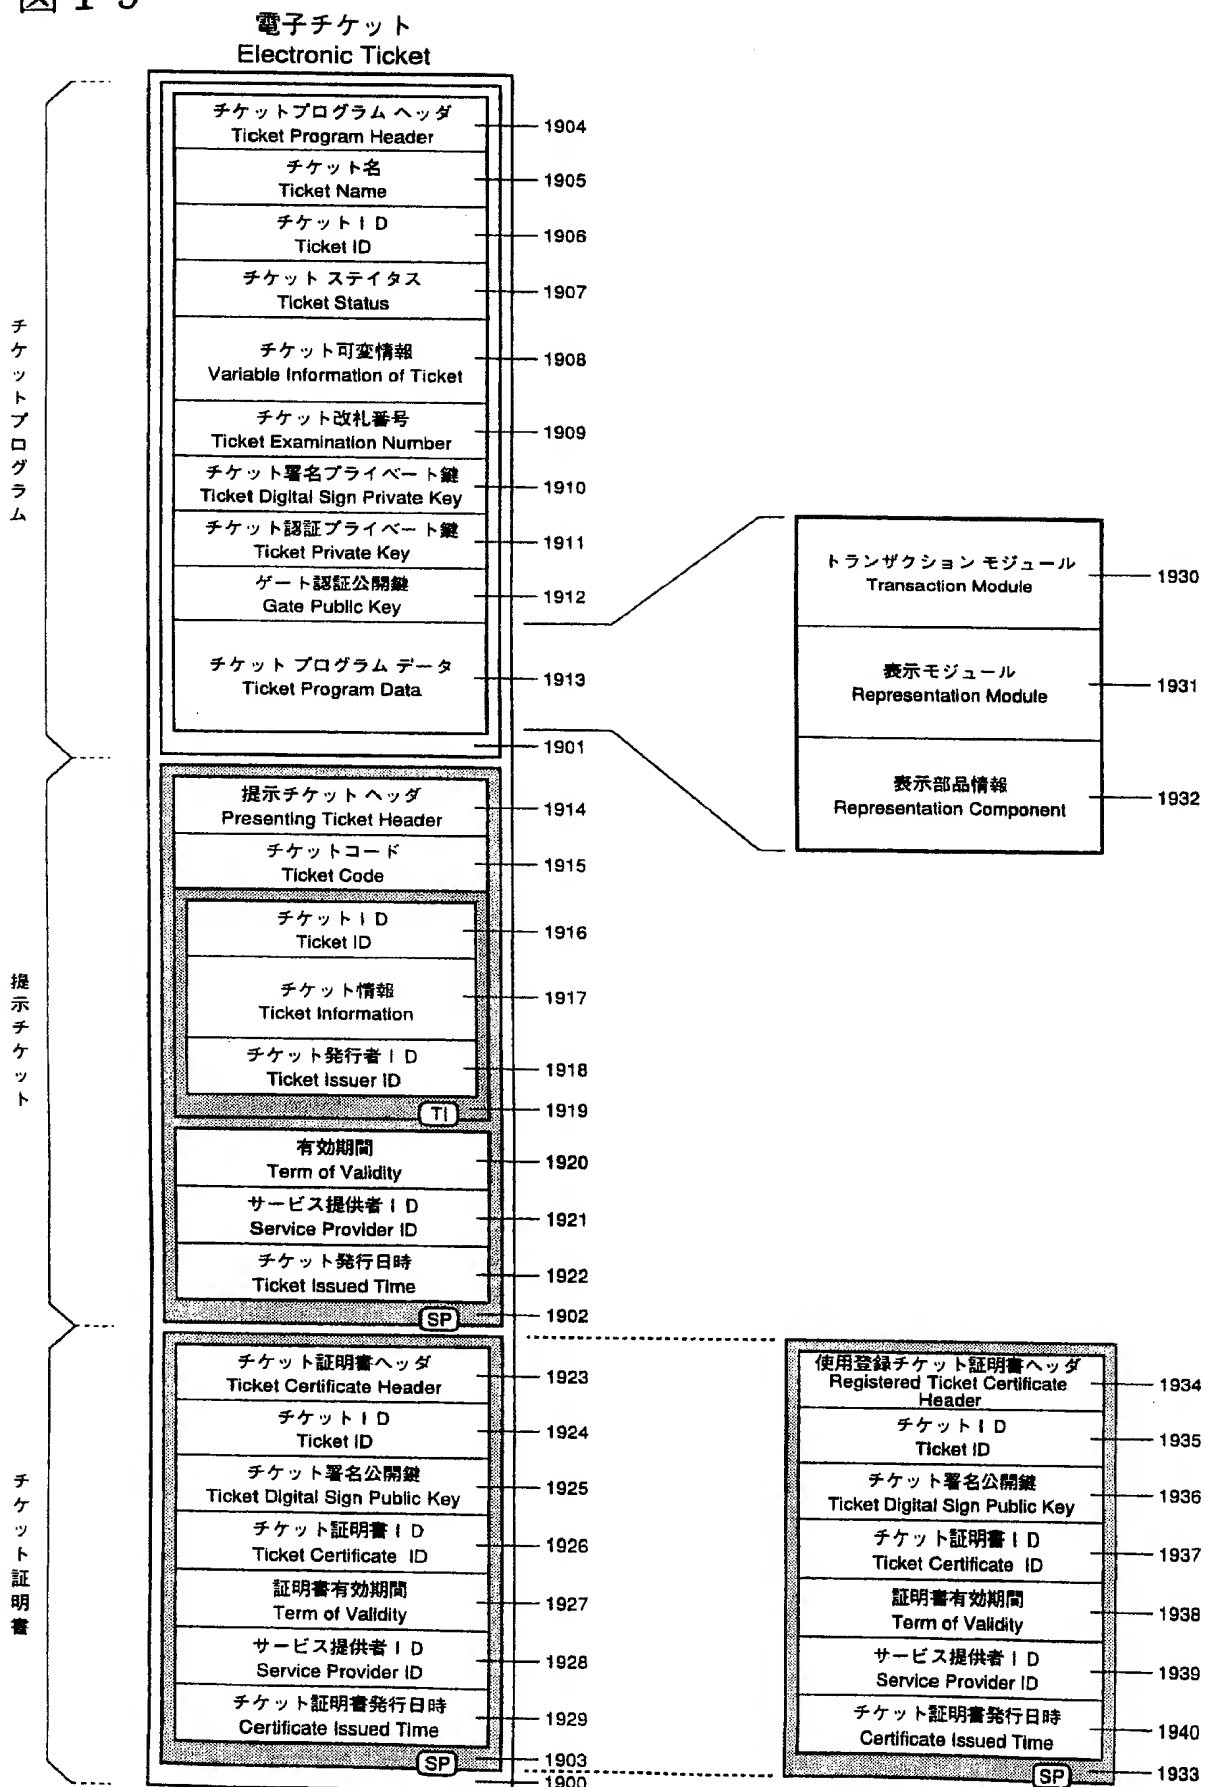 図19
電子チケット
Electronic Ticket
チケットプログラム
チケットプログラム ヘッダ
Ticket Program Header
1904
チケット名
Ticket Name
1905
チケットＩＤ
Ticket ID
1906
チケット ステイタス
Ticket Status
1907
チケット可変情報
Variable Information of Ticket
1908
チケット改札番号
Ticket Examination Number
1909
チケット署名プライベート鍵
Ticket Digital Sign Private Key
1910
チケット認証プライベート鍵
Ticket Private Key
1911
ゲート認証公開鍵
Gate Public Key
1912
チケット プログラム データ
Ticket Program Data
1913
1901
トランザクション モジュール
Transaction Module
1930
表示モジュール
Representation Module
1931
表示部品情報
Representation Component
1932
提示チケット
提示チケット ヘッダ
Presenting Ticket Header
1914
チケットコード
Ticket Code
1915
チケットＩＤ
Ticket ID
1916
チケット情報
Ticket Information
1917
チケット発行者ＩＤ
Ticket Issuer ID
1918
TI
1919
有効期間
Term of Validity
1920
サービス提供者ＩＤ
Service Provider ID
1921
チケット発行日時
Ticket Issued Time
1922
SP
1902
チケット証明書
チケット証明書ヘッダ
Ticket Certificate Header
1923
チケットＩＤ
Ticket ID
1924
チケット署名公開鍵
Ticket Digital Sign Public Key
1925
チケット証明書ＩＤ
Ticket Certificate ID
1926
証明書有効期間
Term of Validity
1927
サービス提供者ＩＤ
Service Provider ID
1928
チケット証明書発行日時
Certificate Issued Time
1929
SP
1903
1900
使用登録チケット証明書ヘッダ
Registered Ticket Certificate
Header
1934
チケットＩＤ
Ticket ID
1935
チケット署名公開鍵
Ticket Digital Sign Public Key
1936
チケット証明書ＩＤ
Ticket Certificate ID
1937
証明書有効期間
Term of Validity
1938
サービス提供者ＩＤ
Service Provider ID
1939
チケット証明書発行日時
Certificate Issued Time
1940
SP
1933